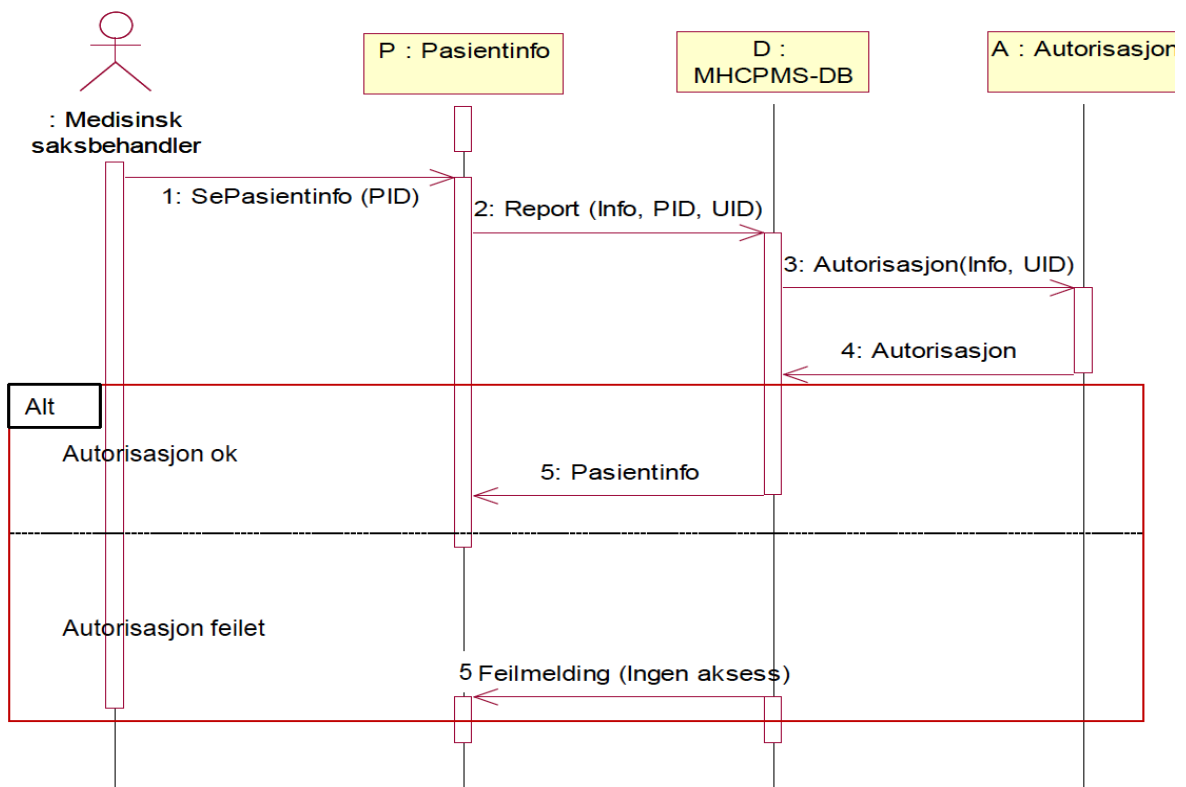 P : Pasientinfo
D :
MHCPMS-DB
A : Autorisasjon
: Medisinsk
saksbehandler
1: SePasientinfo (PID)
2: Report (Info, PID, UID)
3: Autorisasjon(Info, UID)
4: Autorisasjon
Alt
Autorisasjon ok
5: Pasientinfo
Autorisasjon feilet
5 Feilmelding (Ingen aksess)